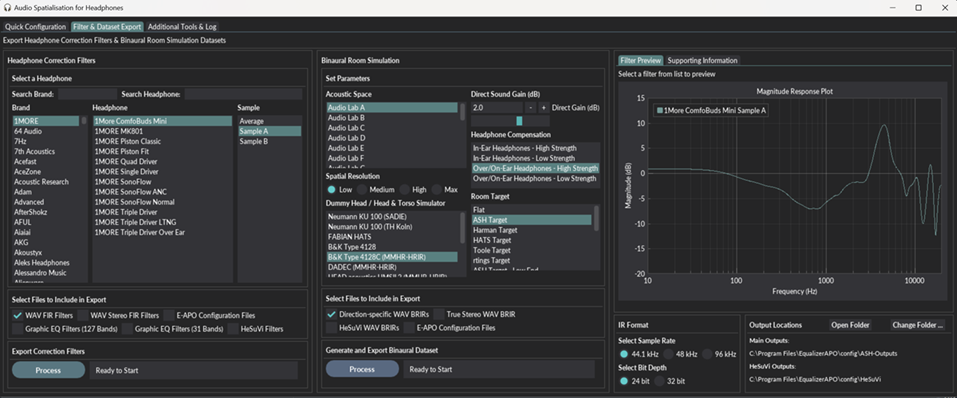 Audio Spatialisation for Headphones
Quick Configuration
Filter & Dataset Export
Additional Tools & Log
Export Headphone Correction Filters & Binaural Room Simulation Datasets
Headphone Correction Filters
Select a Headphone
Search Brand:
Search Headphone:
Brand
1MORE
64 Audio
7Hz
7th Acoustics
Acefast
AceZone
Acoustic Research
Adam
Advanced
AfterShokz
AFUL
Aiaiai
AKG
Akoustyx
Aleks Headphones
Alessandro Music
Headphone
1More ComfoBuds Mini
1MORE MK801
1MORE Piston Classic
1MORE Piston Fit
1MORE Quad Driver
1MORE Single Driver
1MORE SonoFlow
1MORE SonoFlow ANC
1MORE SonoFlow Normal
1MORE Triple Driver
1MORE Triple Driver LTNG
1MORE Triple Driver Over Ear
Sample
Average
Sample A
Sample B
Select Files to Include in Export
WAV FIR Filters
WAV Stereo FIR Filters
E-APO Configuration Files
Graphic EQ Filters (127 Bands)
Graphic EQ Filters (31 Bands)
HeSuVi Filters
Export Correction Filters
Process
Ready to Start
Binaural Room Simulation
Set Parameters
Acoustic Space
Audio Lab A
Audio Lab B
Audio Lab C
Audio Lab D
Audio Lab E
Audio Lab F
Spatial Resolution
Low
Medium
High
Max
Dummy Head / Head & Torso Simulator
Neumann KU 100 (SADIE)
Neumann KU 100 (TH Koln)
FABIAN HATS
B&K Type 4128
B&K Type 4128C (MMHR-HRIR)
DADEC (MMHR-HRIR)
Direct Sound Gain (dB)
2.0
-
+
Direct Gain (dB)
Headphone Compensation
In-Ear Headphones - High Strength
In-Ear Headphones - Low Strength
Over/On-Ear Headphones - High Strength
Over/On-Ear Headphones - Low Strength
Room Target
Flat
ASH Target
Harman Target
HATS Target
Toole Target
rtings Target
ASH Target - Low End
Select Files to Include in Export
Direction-specific WAV BRIRs
True Stereo WAV BRIR
HeSuVi WAV BRIRs
E-APO Configuration Files
Generate and Export Binaural Dataset
Process
Ready to Start
Filter Preview
Supporting Information
Select a filter from list to preview
Magnitude Response Plot
1More ComfoBuds Mini Sample A
Magnitude (dB)
15
10
5
0
-5
-10
-15
-20
10
100
1000
10000
Frequency (Hz)
IR Format
Select Sample Rate
44.1 kHz
48 kHz
96 kHz
Select Bit Depth
24 bit
32 bit
Output Locations
Open Folder
Change Folder ...
Main Outputs:
C:\Program Files\EqualizerAPO\config\ASH-Outputs
HeSuVi Outputs:
C:\Program Files\EqualizerAPO\config\HeSuVi